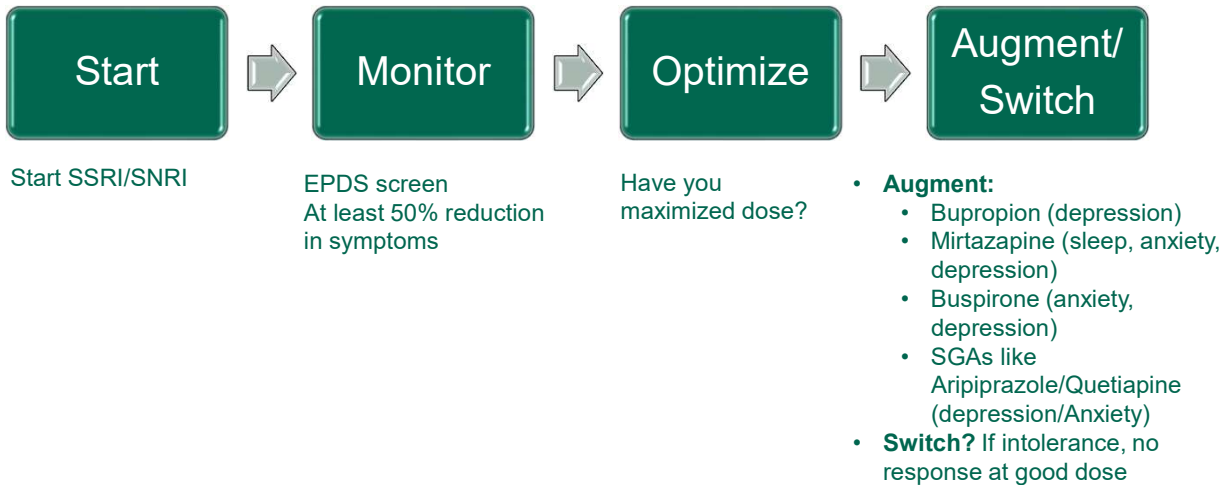 Start
Monitor
Optimize
Augment/
Switch
Start SSRI/SNRI
EPDS screen
At least 50% reduction
in symptoms
Have you
maximized dose?
• Augment:
• Bupropion (depression)
• Mirtazapine (sleep, anxiety,
depression)
• Buspirone (anxiety,
depression)
• SGAs like
Aripiprazole/Quetiapine
(depression/Anxiety)
• Switch? If intolerance, no
response at good dose